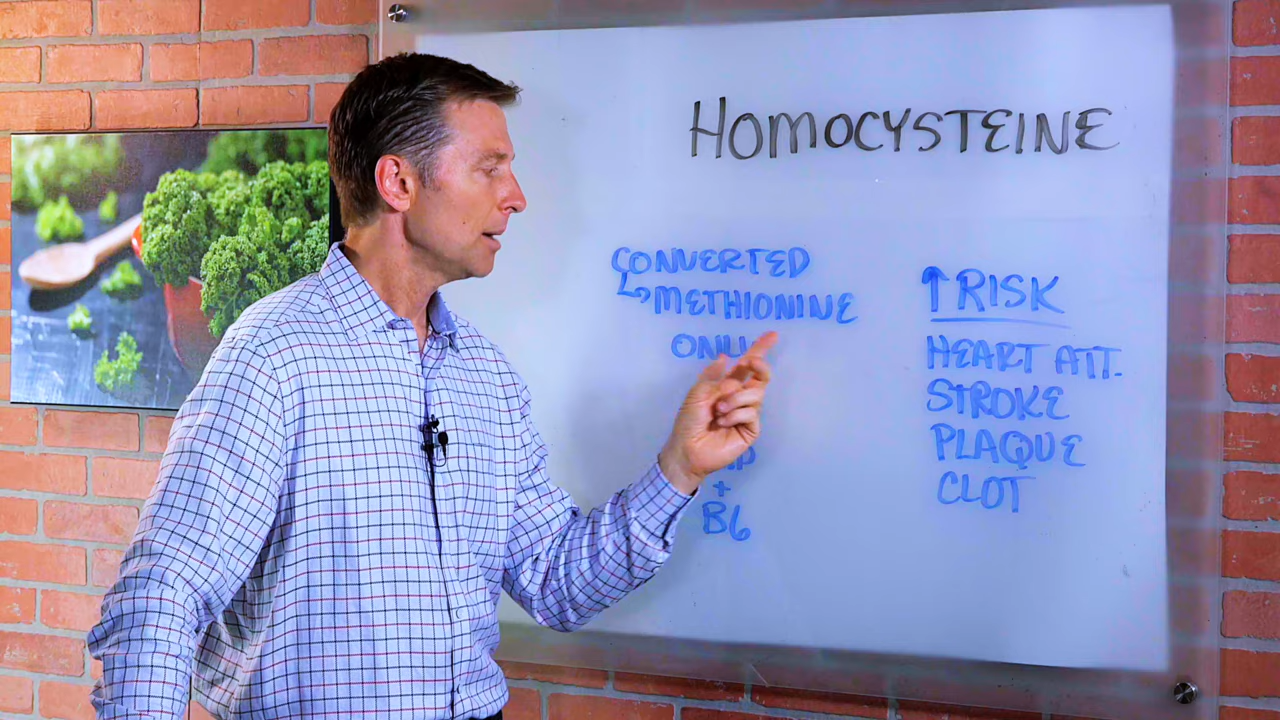 HOMOCYSTEINE
CONVERTED
METHIONINE
+
B6
↑RISK
HEART ATT.
STROKE
PLAQUE
CLOT